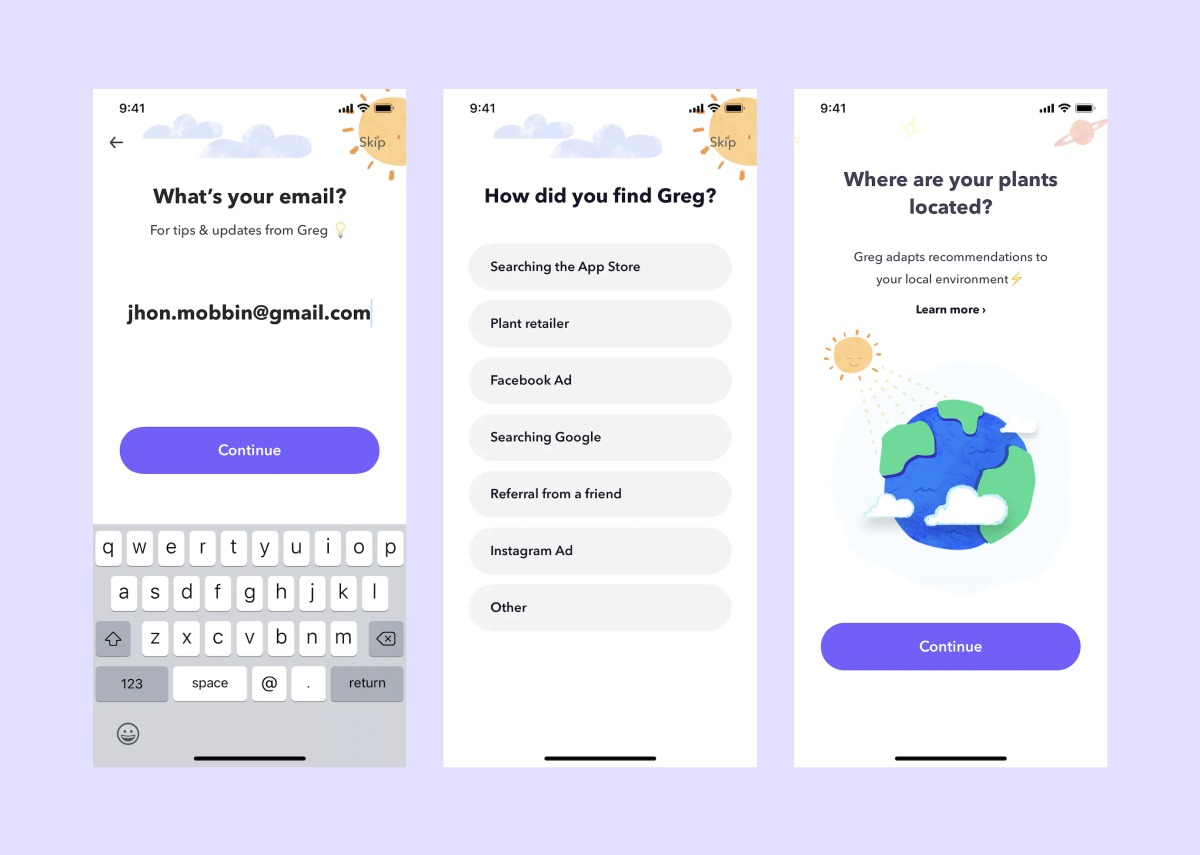 9:41
Skip
What's your email?
For tips & updates from Greg 💡
jhon.mobbin@gmail.com
Continue
q w e r t y u i o p
a s d f g h j k l
z x c v b n m
123 space @ . return
9:41
Skip
How did you find Greg?
Searching the App Store
Plant retailer
Facebook Ad
Searching Google
Referral from a friend
Instagram Ad
Other
9:41
Where are your plants
located?
Greg adapts recommendations to
your local environment⚡
Learn more ›
Continue